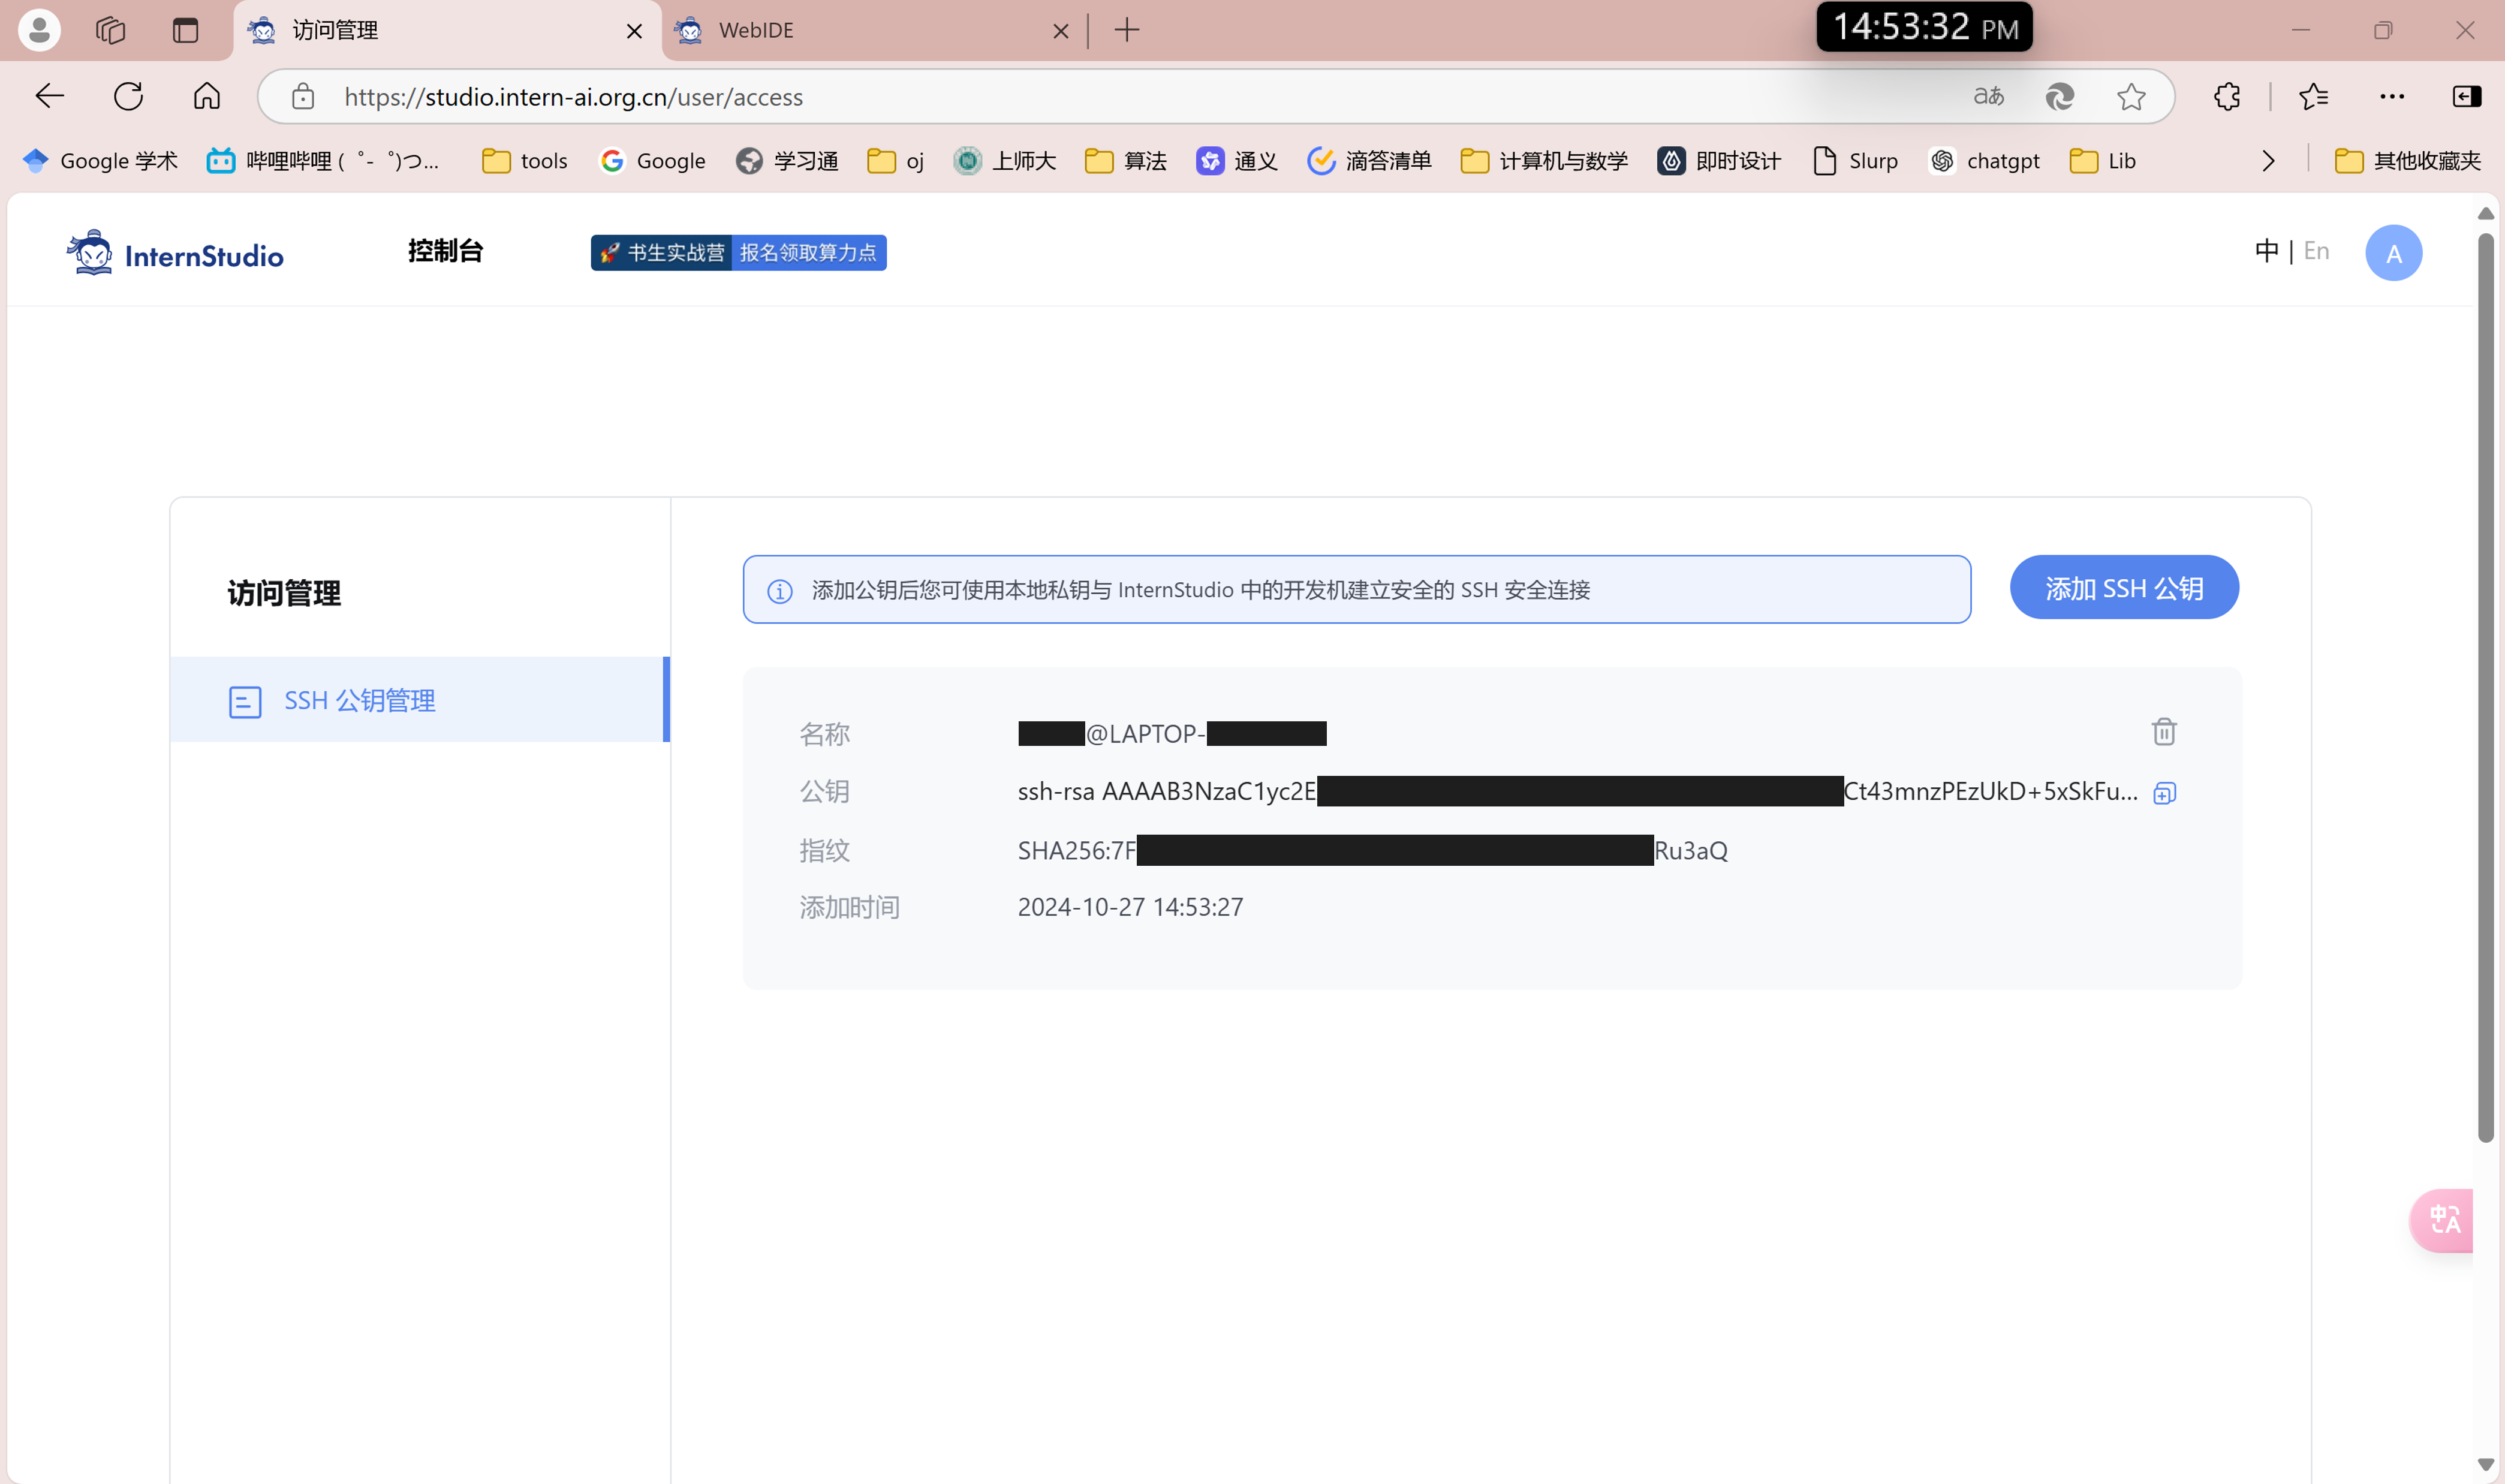 访问管理
WebIDE
14:53:32 PM
https://studio.intern-ai.org.cn/user/access
aあ
Google 学术
哔哩哔哩 ( ゜- ゜)つ...
tools
Google
学习通
oj
上师大
算法
通义
滴答清单
计算机与数学
即时设计
Slurp
chatgpt
Lib
其他收藏夹
InternStudio
控制台
书生实战营 报名领取算力点
中 | En
A
访问管理
SSH 公钥管理
添加公钥后您可使用本地私钥与 InternStudio 中的开发机建立安全的 SSH 安全连接
添加 SSH 公钥
名称 @LAPTOP-
公钥 ssh-rsa AAAAB3NzaC1yc2E Ct43mnzPEzUkD+5xSkFu...
指纹 SHA256:7F Ru3aQ
添加时间 2024-10-27 14:53:27
中A